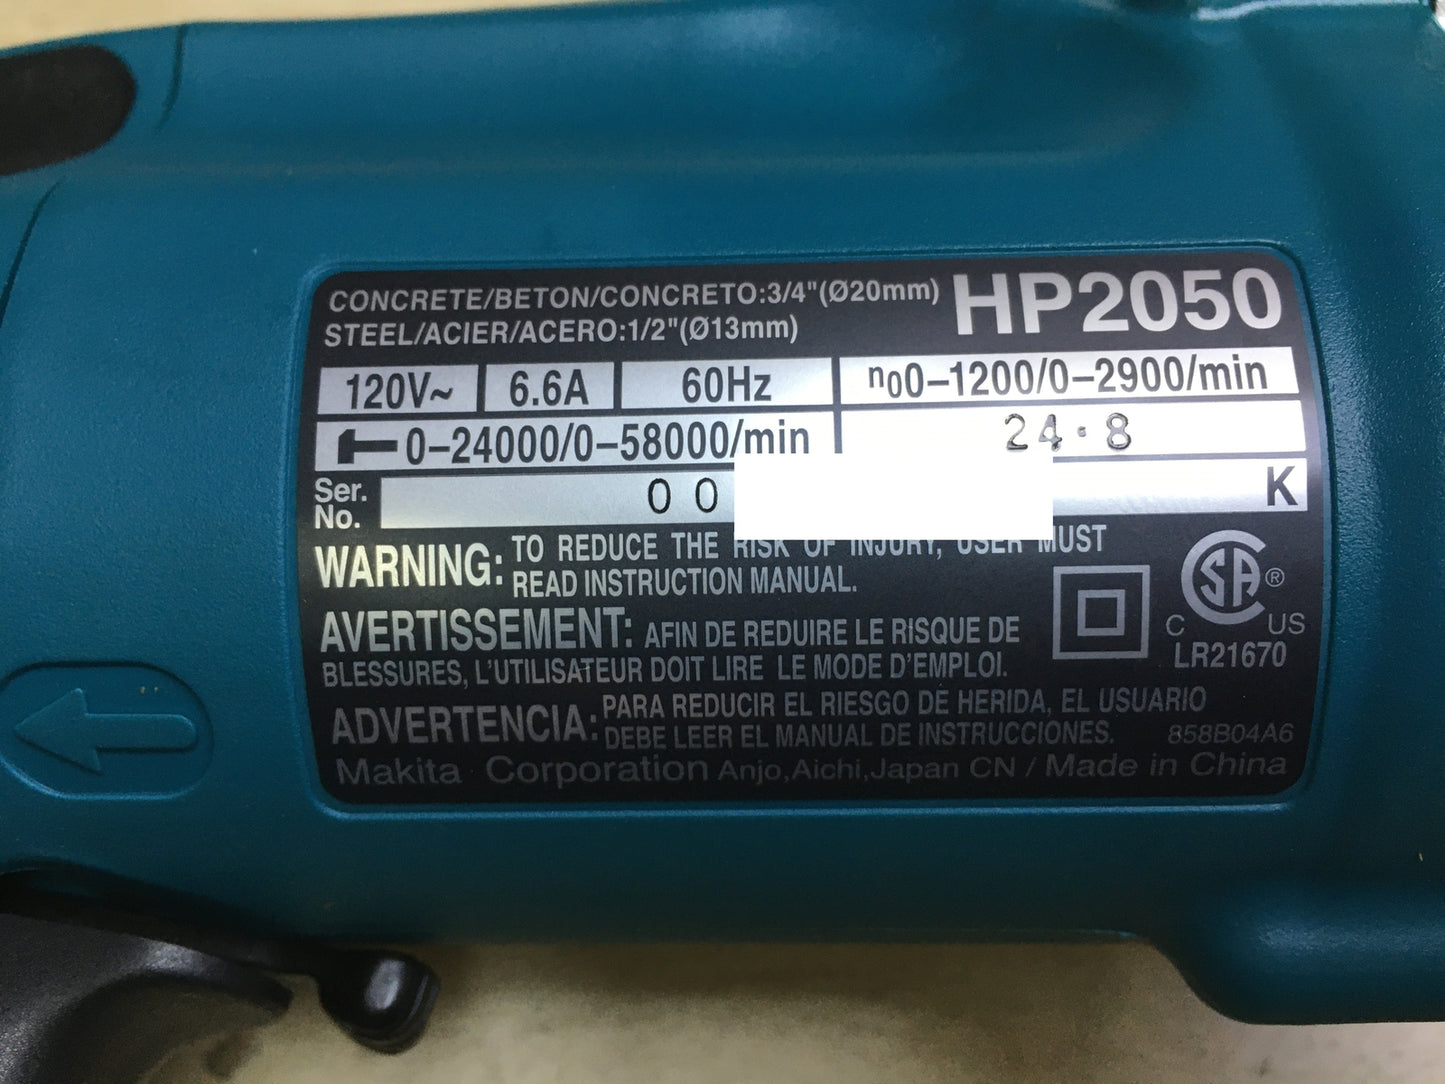 CONCRETE/BETON/CONCRETO:3/4"(Ø20mm) HP2050
STEEL/ACIER/ACERO:1/2"(Ø13mm)
120V~ 6.6A 60Hz n₀0–1200/0–2900/min
0–24000/0–58000/min 24·8
Ser. No. 00 K
WARNING: TO REDUCE THE RISK OF INJURY, USER MUST
READ INSTRUCTION MANUAL.
AVERTISSEMENT: AFIN DE REDUIRE LE RISQUE DE
BLESSURES, L'UTILISATEUR DOIT LIRE LE MODE D'EMPLOI.
CSA®
C US
LR21670
ADVERTENCIA: PARA REDUCIR EL RIESGO DE HERIDA, EL USUARIO
DEBE LEER EL MANUAL DE INSTRUCCIONES. 858B04A6
Makita Corporation Anjo,Aichi,Japan CN / Made in China